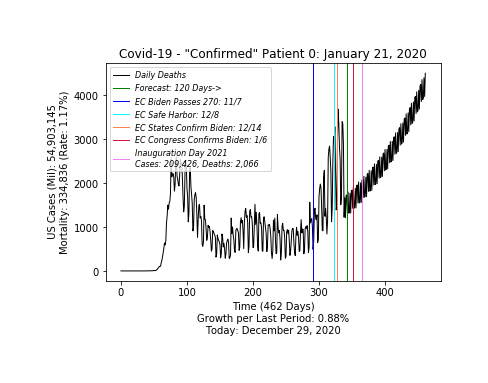 Covid-19 - "Confirmed" Patient 0: January 21, 2020
US Cases (Mil): 54,903,145
Mortality: 334,836 (Rate: 1.17%)
4000
3000
2000
1000
0
Daily Deaths
Forecast: 120 Days->
EC Biden Passes 270: 11/7
EC Safe Harbor: 12/8
EC States Confirm Biden: 12/14
EC Congress Confirms Biden: 1/6
Inauguration Day 2021
Cases: 209,426, Deaths: 2,066
0
100
200
300
400
Time (462 Days)
Growth per Last Period: 0.88%
Today: December 29, 2020